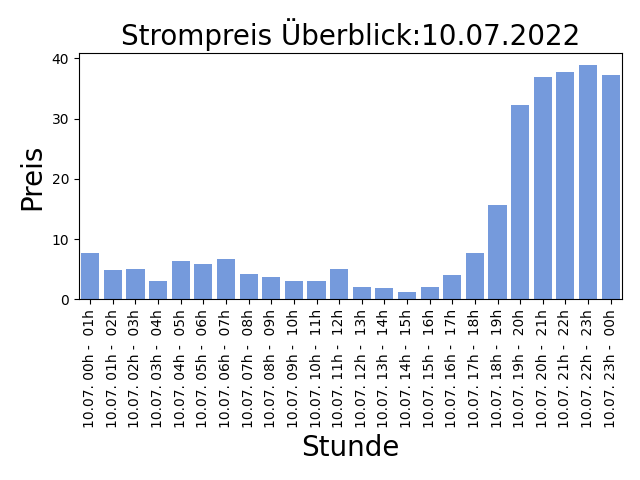 Strompreis Überblick:10.07.2022
40
30
20
10
0
Preis
10.07. 00h - 01h
10.07. 01h - 02h
10.07. 02h - 03h
10.07. 03h - 04h
10.07. 04h - 05h
10.07. 05h - 06h
10.07. 06h - 07h
10.07. 07h - 08h
10.07. 08h - 09h
10.07. 09h - 10h
10.07. 10h - 11h
10.07. 11h - 12h
10.07. 12h - 13h
10.07. 13h - 14h
10.07. 14h - 15h
10.07. 15h - 16h
10.07. 16h - 17h
10.07. 17h - 18h
10.07. 18h - 19h
10.07. 19h - 20h
10.07. 20h - 21h
10.07. 21h - 22h
10.07. 22h - 23h
10.07. 23h - 00h
Stunde